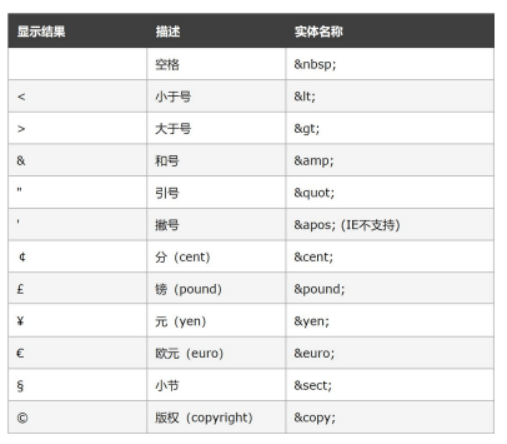 显示结果 描述 实体名称
空格 &nbsp;
< 小于号 &lt;
> 大于号 &gt;
& 和号 &amp;
" 引号 &quot;
' 撇号 &apos; (IE不支持)
¢ 分（cent） &cent;
£ 镑（pound） &pound;
¥ 元（yen） &yen;
€ 欧元（euro） &euro;
§ 小节 &sect;
© 版权（copyright） &copy;